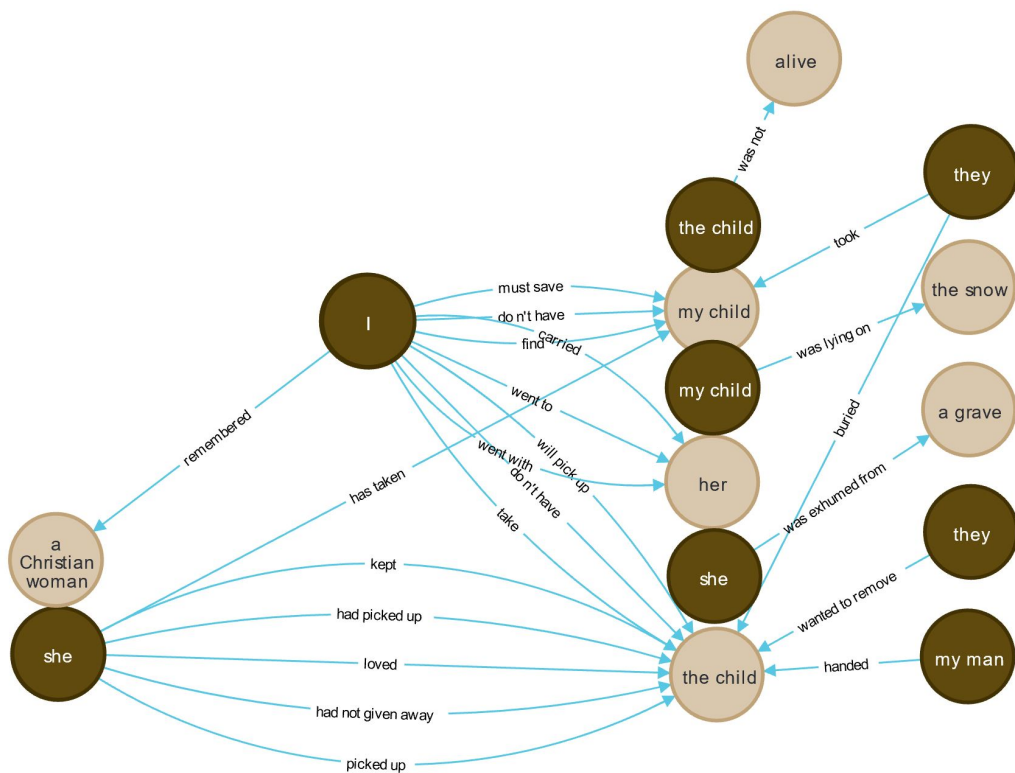 alive
was not
they
the child
took
the snow
I
must save
do n't have
find
carried
my child
was lying on
my child
a grave
remembered
went to
buried
has taken
went with
will pick up
do n't have
her
was exhumed from
take
a
Christian
woman
they
kept
she
wanted to remove
had picked up
she
loved
the child
handed
my man
had not given away
picked up